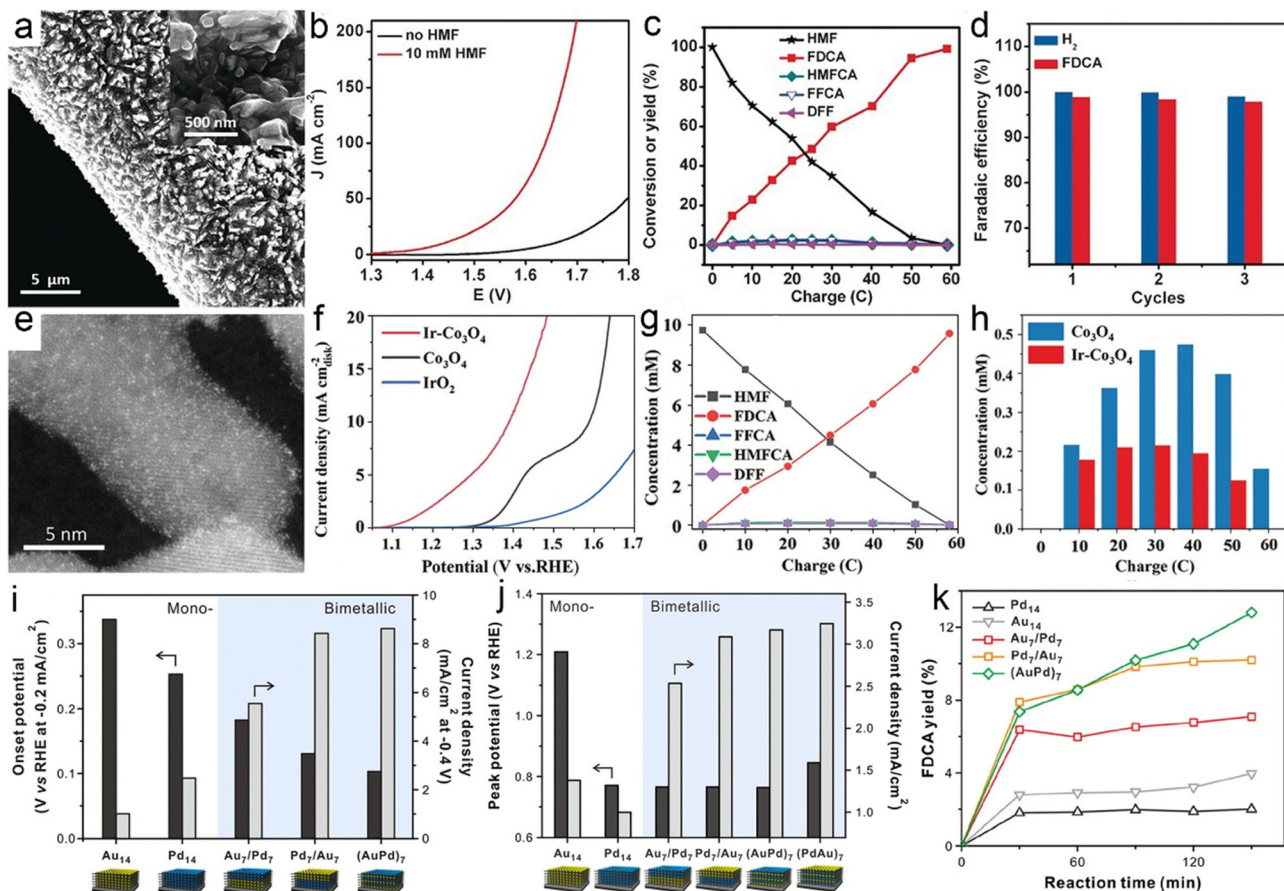 a
500 nm
5 μm
b
no HMF
10 mM HMF
J (mA cm⁻²)
200
150
100
50
0
1.3 1.4 1.5 1.6 1.7 1.8
E (V)
c
HMF
FDCA
HMFCA
FFCA
DFF
Conversion or yield (%)
100
80
60
40
20
0
0 10 20 30 40 50 60
Charge (C)
d
H₂
FDCA
Faradaic efficiency (%)
100
90
80
70
1 2 3
Cycles
e
5 nm
f
Ir-Co₃O₄
Co₃O₄
IrO₂
Current density (mA cm⁻²disk)
20
15
10
5
0
1.1 1.2 1.3 1.4 1.5 1.6 1.7
Potential (V vs.RHE)
g
HMF
FDCA
FFCA
HMFCA
DFF
Concentration (mM)
10
8
6
4
2
0
0 10 20 30 40 50 60
Charge (C)
h
Co₃O₄
Ir-Co₃O₄
Concentration (mM)
0.5
0.4
0.3
0.2
0.1
0.0
0 10 20 30 40 50 60
Charge (C)
i
Mono-
Bimetallic
Onset potential
(V vs RHE at -0.2 mA/cm²)
0.3
0.2
0.1
0.0
Current density
(mA/cm² at -0.4 V)
10
8
6
4
2
0
Au₁₄ Pd₁₄ Au₇/Pd₇ Pd₇/Au₇ (AuPd)₇
j
Mono-
Bimetallic
Peak potential (V vs RHE)
1.4
1.2
1.0
0.8
0.6
Current density (mA/cm²)
3.5
3.0
2.5
2.0
1.5
1.0
Au₁₄ Pd₁₄ Au₇/Pd₇ Pd₇/Au₇ (AuPd)₇ (PdAu)₇
k
Pd₁₄
Au₁₄
Au₇/Pd₇
Pd₇/Au₇
(AuPd)₇
FDCA yield (%)
12
8
4
0
0 60 120
Reaction time (min)